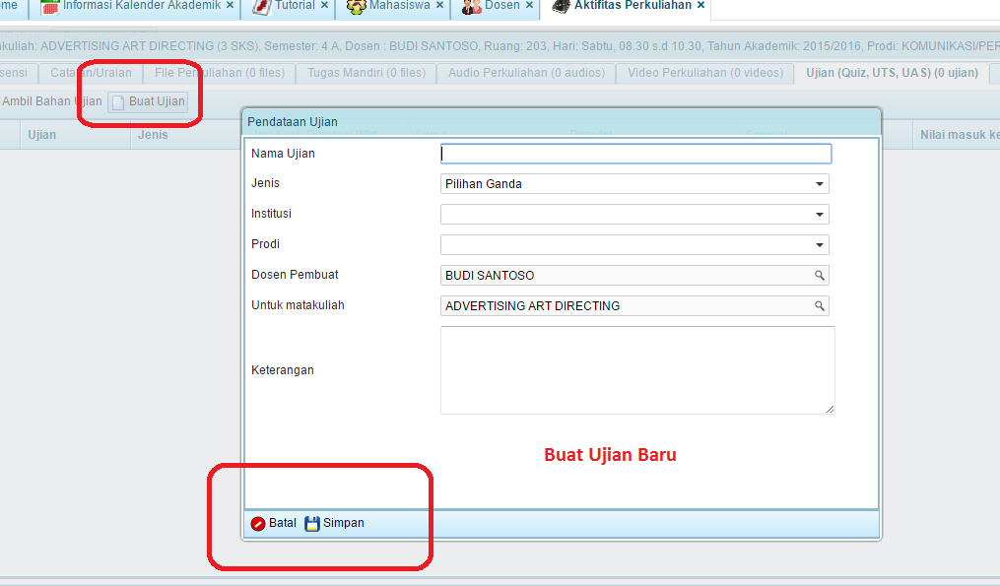 me Informasi Kalender Akademik × Tutorial × Mahasiswa × Dosen × Aktifitas Perkuliahan ×
akuliah: ADVERTISING ART DIRECTING (3 SKS), Semester: 4 A, Dosen : BUDI SANTOSO, Ruang: 203, Hari: Sabtu, 08.30 s.d 10.30, Tahun Akademik: 2015/2016, Prodi: KOMUNIKASI/PER
sensi Catatan/Uraian File Perkuliahan (0 files) Tugas Mandiri (0 files) Audio Perkuliahan (0 audios) Video Perkuliahan (0 videos) Ujian (Quiz, UTS, UAS) (0 ujian)
Ambil Bahan Ujian Buat Ujian
Pendataan Ujian
Ujian Jenis Nilai masuk ke
Nama Ujian
Jenis Pilihan Ganda
Institusi
Prodi
Dosen Pembuat BUDI SANTOSO
Untuk matakuliah ADVERTISING ART DIRECTING
Keterangan
Buat Ujian Baru
Batal Simpan